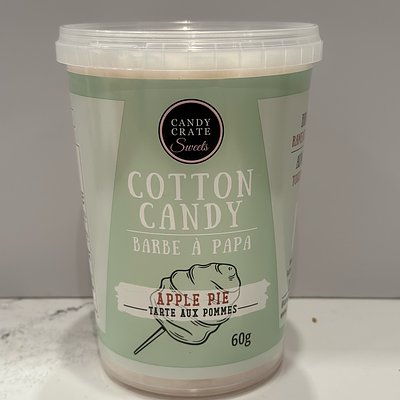 CANDY
CRATE
Sweets
COTTON
CANDY
BARBE À PAPA
APPLE PIE
TARTE AUX POMMES
60g